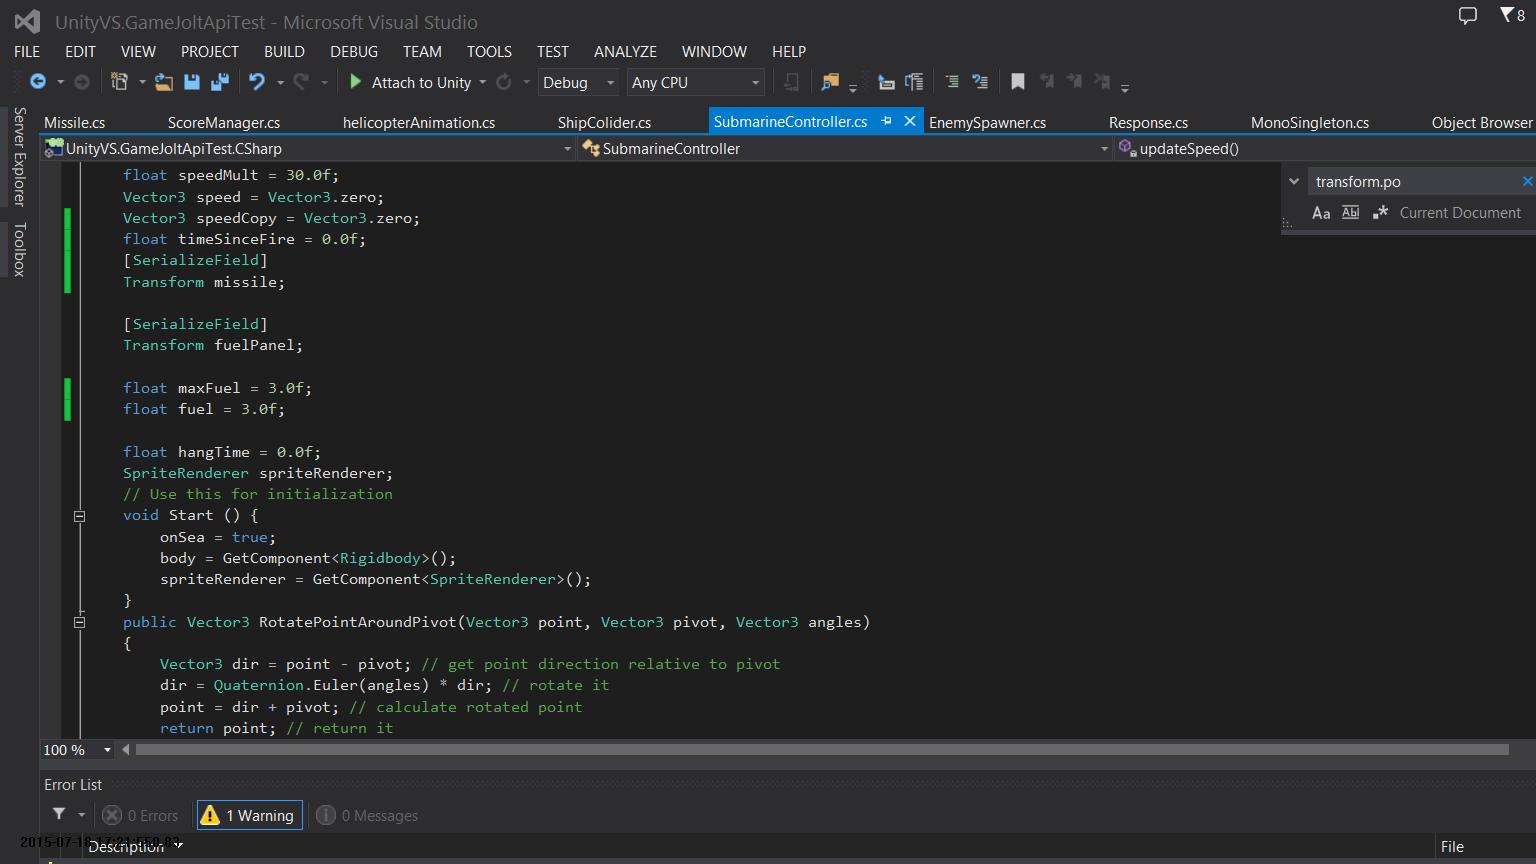 UnityVS.GameJoltApiTest - Microsoft Visual Studio
8
FILE EDIT VIEW PROJECT BUILD DEBUG TEAM TOOLS TEST ANALYZE WINDOW HELP
Attach to Unity Debug Any CPU
Server Explorer
Toolbox
Missile.cs ScoreManager.cs helicopterAnimation.cs ShipColider.cs SubmarineController.cs EnemySpawner.cs Response.cs MonoSingleton.cs Object Browser
UnityVS.GameJoltApiTest.CSharp SubmarineController updateSpeed()
transform.po
Aa Abl .* Current Document
float speedMult = 30.0f;
Vector3 speed = Vector3.zero;
Vector3 speedCopy = Vector3.zero;
float timeSinceFire = 0.0f;
[SerializeField]
Transform missile;
[SerializeField]
Transform fuelPanel;
float maxFuel = 3.0f;
float fuel = 3.0f;
float hangTime = 0.0f;
SpriteRenderer spriteRenderer;
// Use this for initialization
void Start () {
onSea = true;
body = GetComponent<Rigidbody>();
spriteRenderer = GetComponent<SpriteRenderer>();
}
public Vector3 RotatePointAroundPivot(Vector3 point, Vector3 pivot, Vector3 angles)
{
Vector3 dir = point - pivot; // get point direction relative to pivot
dir = Quaternion.Euler(angles) * dir; // rotate it
point = dir + pivot; // calculate rotated point
return point; // return it
100 %
Error List
0 Errors 1 Warning 0 Messages
Description File